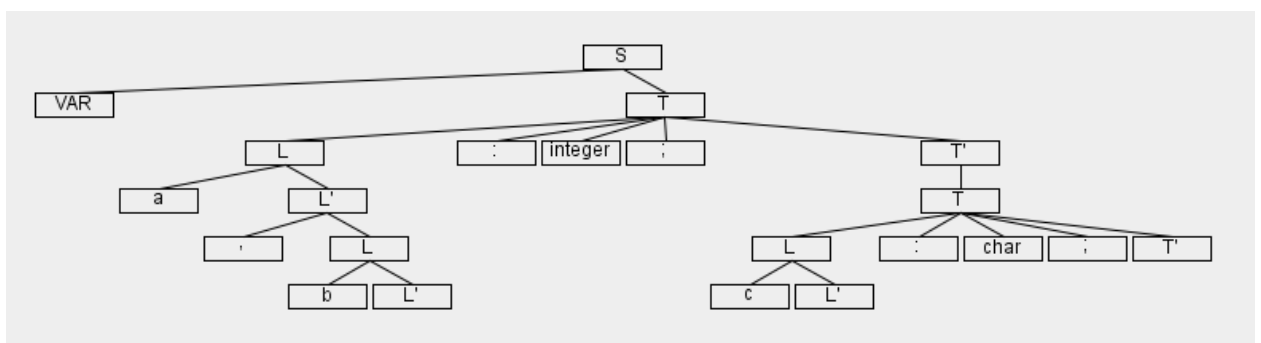 S
VAR T
L : integer ; T'
a L' T
, L L : char ; T'
b L' c L'